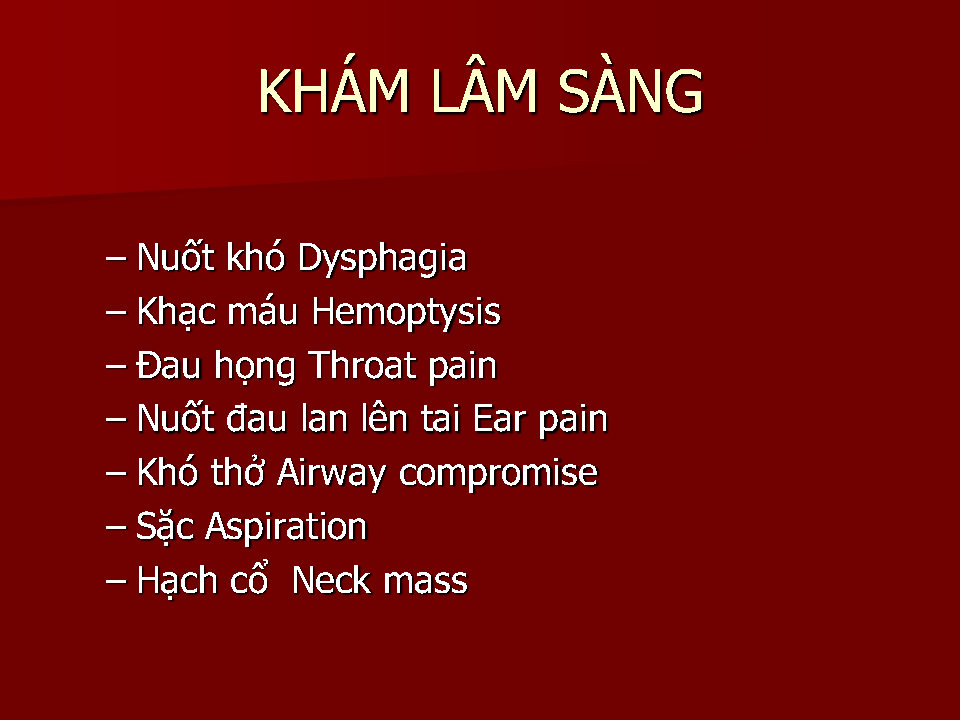 KHÁM LÂM SÀNG
– Nuốt khó Dysphagia
– Khạc máu Hemoptysis
– Đau họng Throat pain
– Nuốt đau lan lên tai Ear pain
– Khó thở Airway compromise
– Sặc Aspiration
– Hạch cổ  Neck mass